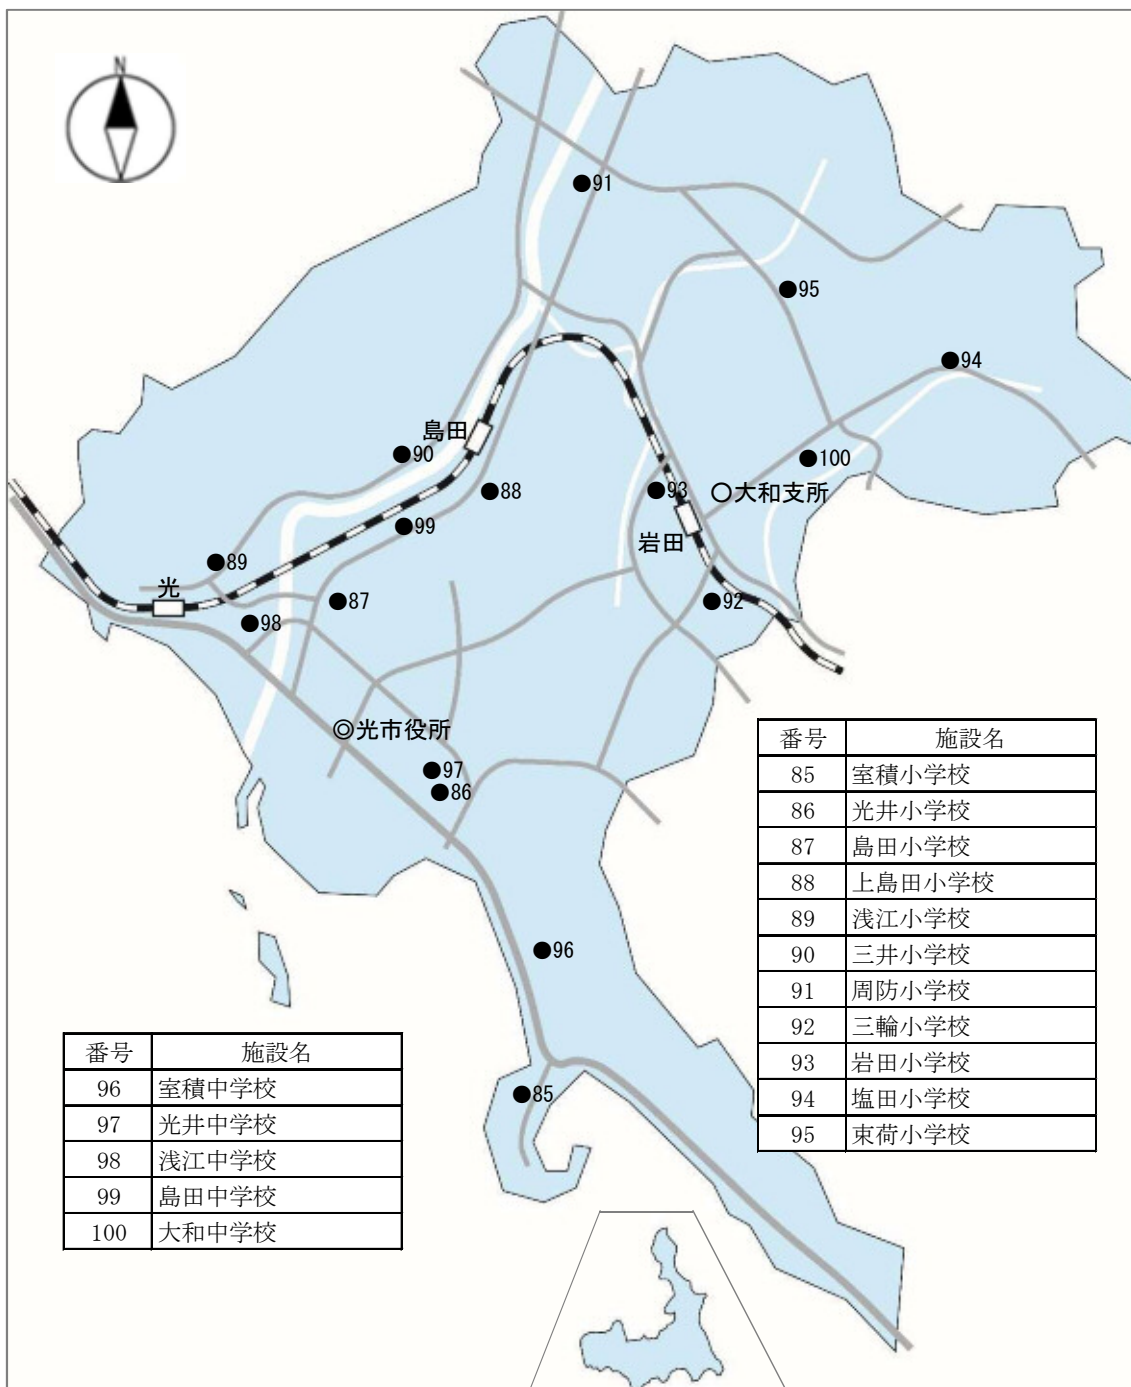 N
91
95
94
島田
90
100
88
93
大和支所
99
岩田
89
光
87
92
98
光市役所
97
86
96
85
番号 施設名
85 室積小学校
86 光井小学校
87 島田小学校
88 上島田小学校
89 浅江小学校
90 三井小学校
91 周防小学校
92 三輪小学校
93 岩田小学校
94 塩田小学校
95 束荷小学校
番号 施設名
96 室積中学校
97 光井中学校
98 浅江中学校
99 島田中学校
100 大和中学校